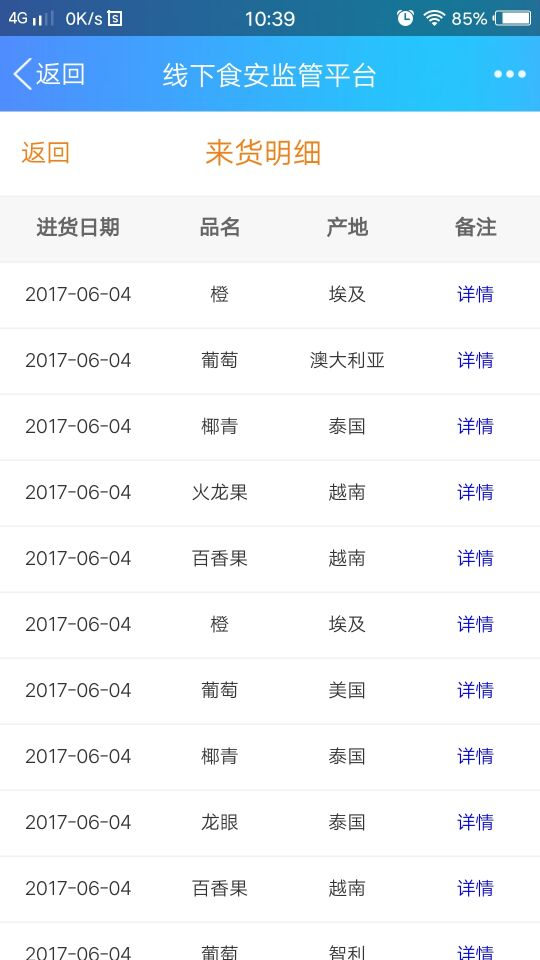 4G 0K/s 10:39 85%
返回 线下食安监管平台
返回 来货明细
进货日期 品名 产地 备注
2017-06-04 橙 埃及 详情
2017-06-04 葡萄 澳大利亚 详情
2017-06-04 椰青 泰国 详情
2017-06-04 火龙果 越南 详情
2017-06-04 百香果 越南 详情
2017-06-04 橙 埃及 详情
2017-06-04 葡萄 美国 详情
2017-06-04 椰青 泰国 详情
2017-06-04 龙眼 泰国 详情
2017-06-04 百香果 越南 详情
2017-06-04 葡萄 智利 详情